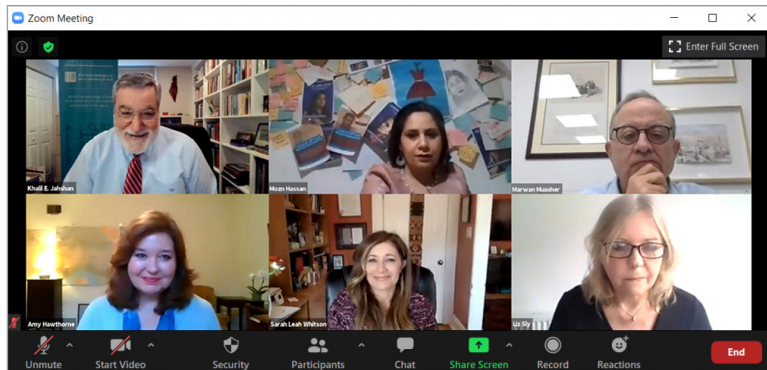 Zoom Meeting
Enter Full Screen
Khalil E. Jahshan
Mozn Hassan
Marwan Muasher
Amy Hawthorne
Sarah Leah Whitson
Liz Sly
Unmute
Start Video
Security
Participants
Chat
Share Screen
Record
Reactions
End